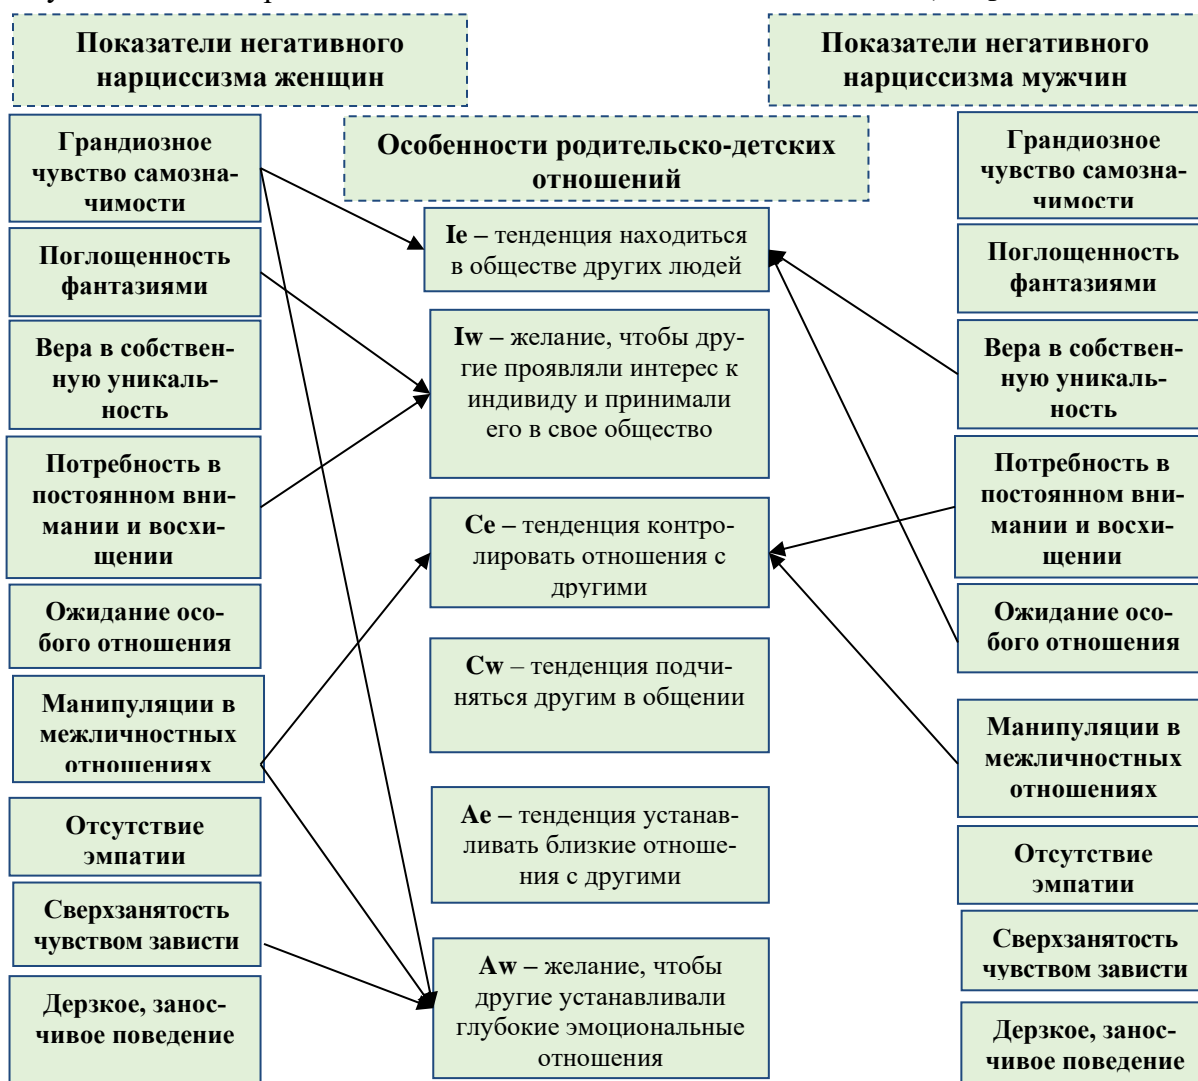 Показатели негативного
нарциссизма женщин
Грандиозное
чувство самозна-
чимости
Поглощенность
фантазиями
Вера в собствен-
ную уникаль-
ность
Потребность в
постоянном вни-
мании и восхи-
щении
Ожидание осо-
бого отношения
Манипуляции в
межличностных
отношениях
Отсутствие
эмпатии
Сверхзанятость
чувством зависти
Дерзкое, занос-
чивое поведение
Особенности родительско-детских
отношений
Ie – тенденция находиться
в обществе других людей
Iw – желание, чтобы дру-
гие проявляли интерес к
индивиду и принимали
его в свое общество
Ce – тенденция контро-
лировать отношения с
другими
Cw – тенденция подчи-
няться другим в общении
Ae – тенденция устанав-
ливать близкие отноше-
ния с другими
Aw – желание, чтобы
другие устанавливали
глубокие эмоциональные
отношения
Показатели негативного
нарциссизма мужчин
Грандиозное
чувство самозна-
чимости
Поглощенность
фантазиями
Вера в собствен-
ную уникаль-
ность
Потребность в
постоянном вни-
мании и восхи-
щении
Ожидание осо-
бого отношения
Манипуляции в
межличностных
отношениях
Отсутствие
эмпатии
Сверхзанятость
чувством зависти
Дерзкое, занос-
чивое поведение